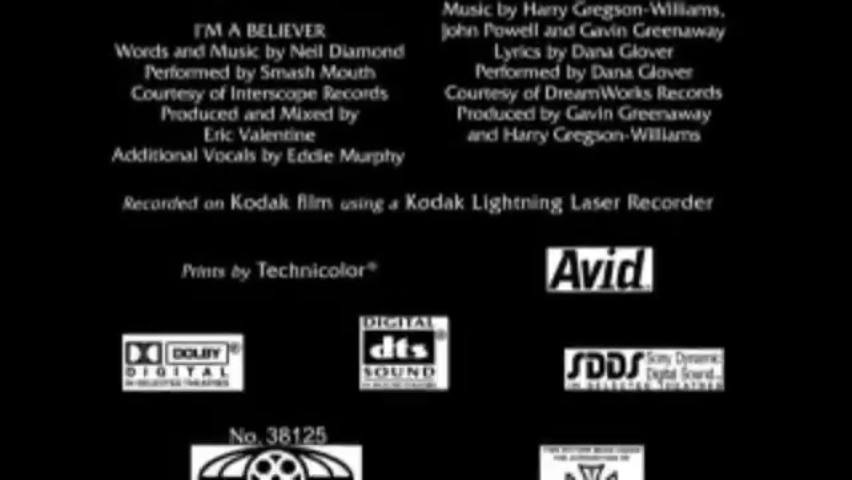 I'M A BELIEVER
Words and Music by Neil Diamond
Performed by Smash Mouth
Courtesy of Interscope Records
Produced and Mixed by
Eric Valentine
Additional Vocals by Eddie Murphy
Music by Harry Gregson-Williams,
John Powell and Gavin Greenaway
Lyrics by Dana Glover
Performed by Dana Glover
Courtesy of DreamWorks Records
Produced by Gavin Greenaway
and Harry Gregson-Williams
Recorded on Kodak film using a Kodak Lightning Laser Recorder
Prints by Technicolor®
Avid
DOLBY®
DIGITAL
IN SELECTED THEATRES
DIGITAL
dts®
SOUND
SDDS Sony Dynamic
Digital Sound
IN SELECTED THEATRES
No. 38125